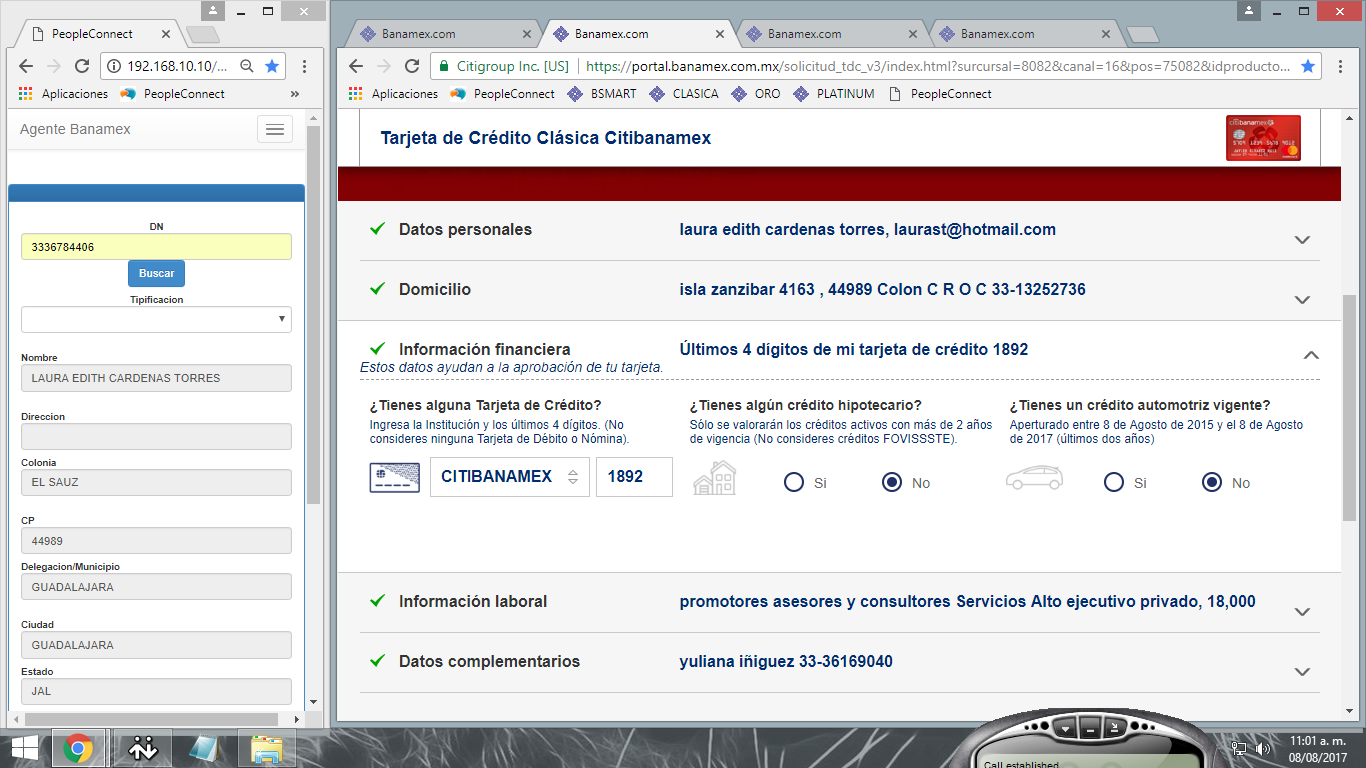 PeopleConnect
192.168.10.10/...
Aplicaciones
PeopleConnect
»
Agente Banamex
DN
3336784406
Buscar
Tipificacion
Nombre
LAURA EDITH CARDENAS TORRES
Direccion
Colonia
EL SAUZ
CP
44989
Delegacion/Municipio
GUADALAJARA
Ciudad
GUADALAJARA
Estado
JAL
Banamex.com
Banamex.com
Banamex.com
Banamex.com
Citigroup Inc. [US]
https://portal.banamex.com.mx/solicitud_tdc_v3/index.html?sursursal=8082&canal=16&pos=75082&idproducto...
Aplicaciones
PeopleConnect
BSMART
CLASICA
ORO
PLATINUM
PeopleConnect
Tarjeta de Crédito Clásica Citibanamex
citibanamex
Datos personales
laura edith cardenas torres, laurast@hotmail.com
Domicilio
isla zanzibar 4163 , 44989 Colon C R O C 33-13252736
Información financiera
Últimos 4 dígitos de mi tarjeta de crédito 1892
Estos datos ayudan a la aprobación de tu tarjeta.
¿Tienes alguna Tarjeta de Crédito?
Ingresa la Institución y los últimos 4 dígitos. (No
consideres ninguna Tarjeta de Débito o Nómina).
CITIBANAMEX
1892
¿Tienes algún crédito hipotecario?
Sólo se valorarán los créditos activos con más de 2 años
de vigencia (No consideres créditos FOVISSSTE).
Si
No
¿Tienes un crédito automotriz vigente?
Aperturado entre 8 de Agosto de 2015 y el 8 de Agosto
de 2017 (últimos dos años)
Si
No
Información laboral
promotores asesores y consultores Servicios Alto ejecutivo privado, 18,000
Datos complementarios
yuliana iñiguez 33-36169040
Call established
11:01 a. m.
08/08/2017